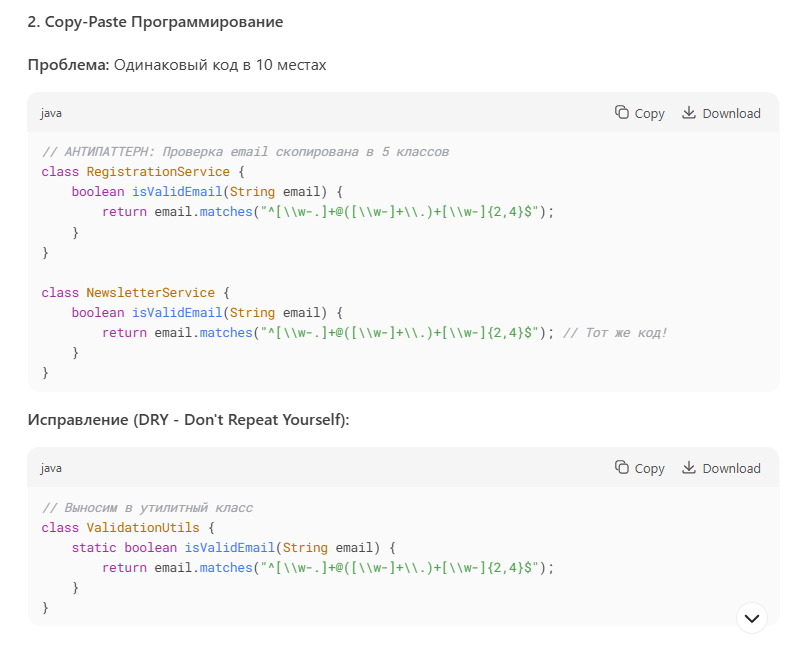 2. Copy-Paste Программирование
Проблема: Одинаковый код в 10 местах
java
Copy
Download
// АНТИПАТТЕРН: Проверка email скопирована в 5 классов
class RegistrationService {
    boolean isValidEmail(String email) {
        return email.matches("^[\\w-.]+@([\\w-]+\\.)+[\\w-]{2,4}$");
    }
}

class NewsletterService {
    boolean isValidEmail(String email) {
        return email.matches("^[\\w-.]+@([\\w-]+\\.)+[\\w-]{2,4}$"); // Тот же код!
    }
}
Исправление (DRY - Don't Repeat Yourself):
java
Copy
Download
// Выносим в утилитный класс
class ValidationUtils {
    static boolean isValidEmail(String email) {
        return email.matches("^[\\w-.]+@([\\w-]+\\.)+[\\w-]{2,4}$");
    }
}